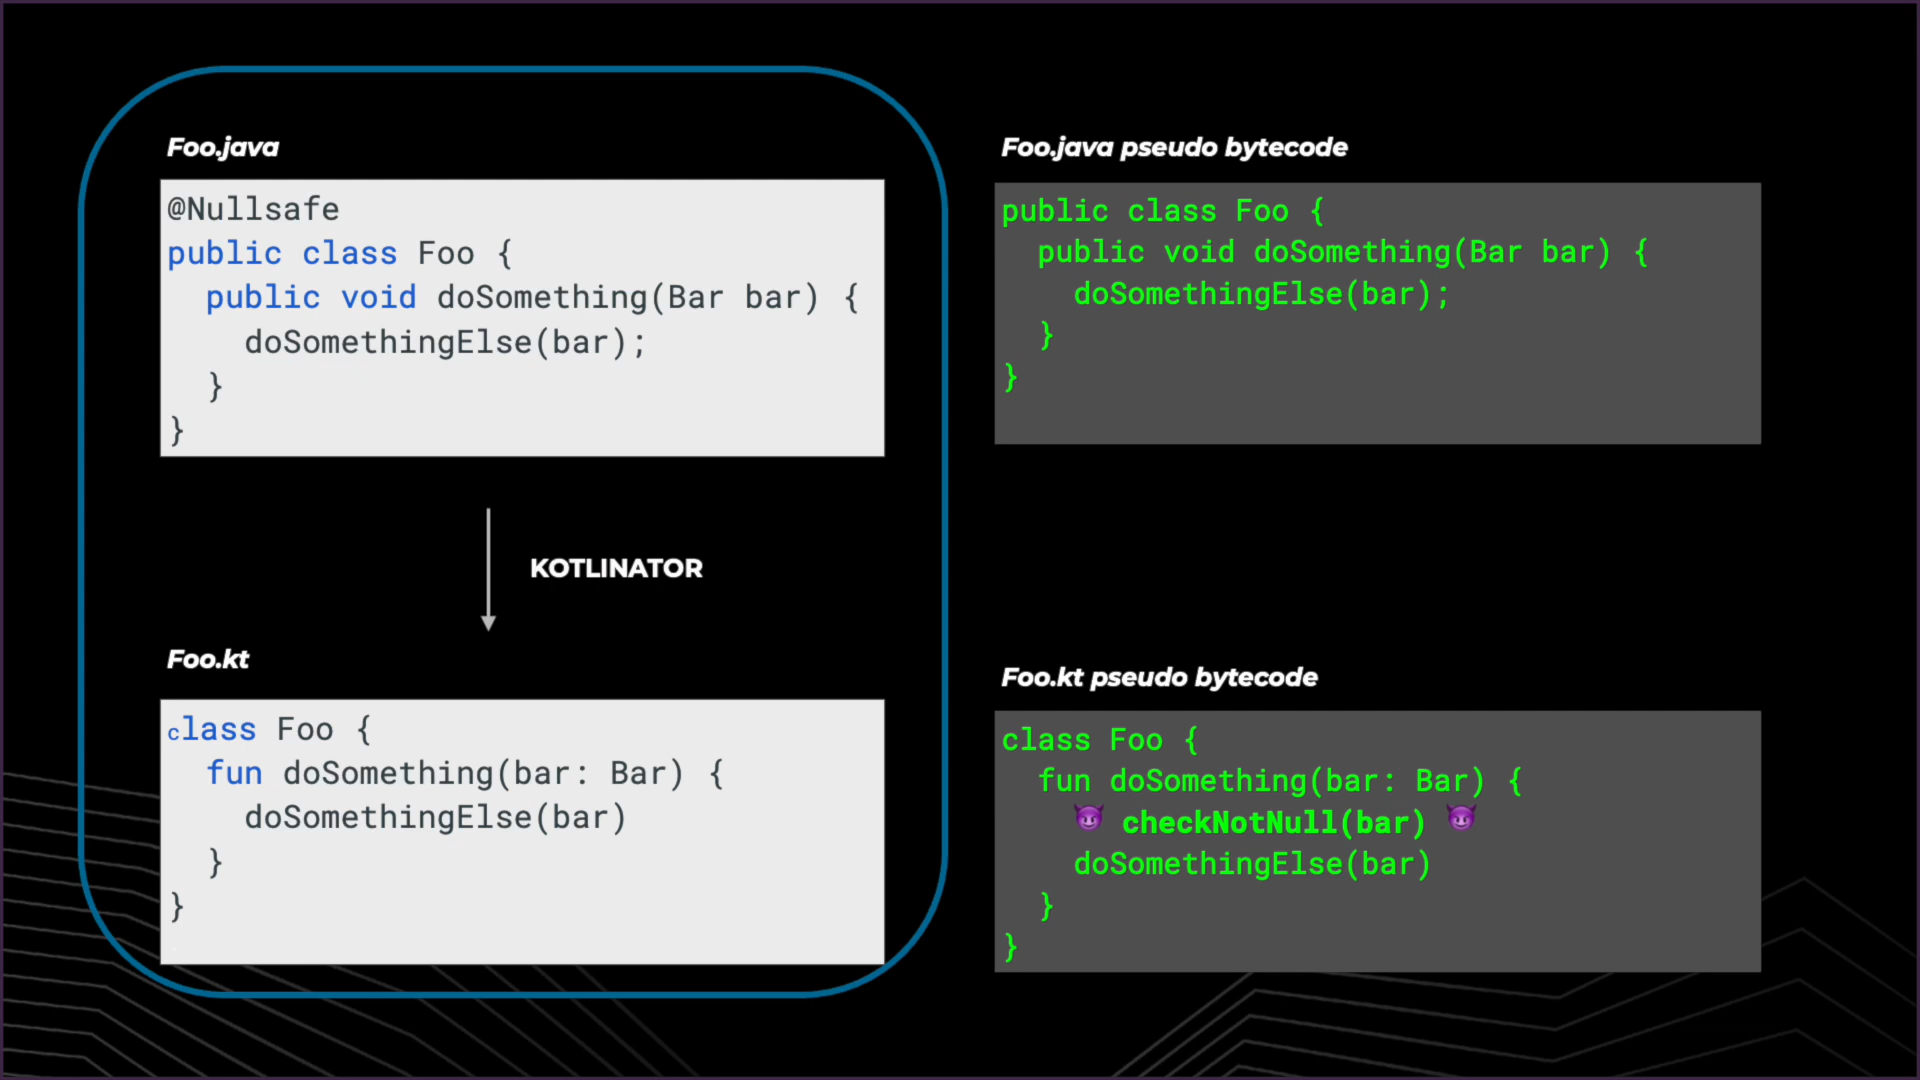 Foo.java
@Nullsafe
public class Foo {
  public void doSomething(Bar bar) {
    doSomethingElse(bar);
  }
}
KOTLINATOR
Foo.kt
class Foo {
  fun doSomething(bar: Bar) {
    doSomethingElse(bar)
  }
}
Foo.java pseudo bytecode
public class Foo {
  public void doSomething(Bar bar) {
    doSomethingElse(bar);
  }
}
Foo.kt pseudo bytecode
class Foo {
  fun doSomething(bar: Bar) {
    😈 checkNotNull(bar) 😈
    doSomethingElse(bar)
  }
}